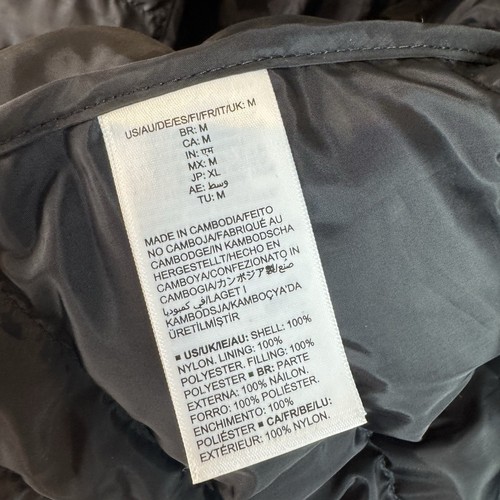 US/AU/DE/ES/FI/FR/IT/UK: M
BR: M
CA: M
IN: एम
MX: M
JP: XL
AE: وسط
TU: M
MADE IN CAMBODIA/FEITO
NO CAMBOJA/FABRIQUÉ AU
CAMBODGE/IN KAMBODSCHA
HERGESTELLT/HECHO EN
CAMBOYA/CONFEZIONATO IN
CAMBOGIA/カンボジア製/صنع
في كمبوديا/LAGET I
KAMBODSJA/KAMBOÇYA'DA
ÜRETİLMİŞTİR
■ US/UK/IE/AU: SHELL: 100%
NYLON. LINING: 100%
POLYESTER. FILLING: 100%
POLYESTER ■ BR: PARTE
EXTERNA: 100% NÁILON.
FORRO: 100% POLIÉSTER.
ENCHIMENTO: 100%
POLIÉSTER ■ CA/FR/BE/LU:
EXTÉRIEUR: 100% NYLON.